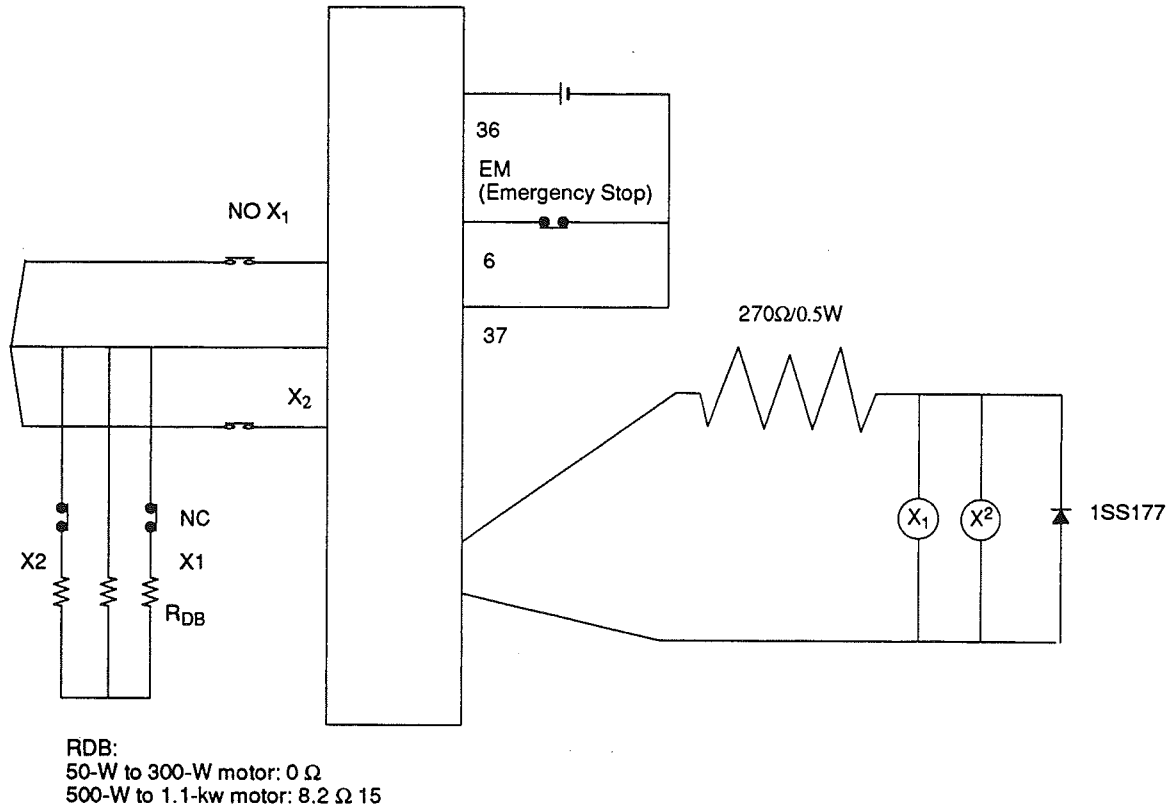 36
EM
(Emergency Stop)
NO X₁
6
37
270Ω/0.5W
X₂
X₁
X²
1SS177
NC
X2
X1
R_DB
RDB:
50-W to 300-W motor: 0 Ω
500-W to 1.1-kw motor: 8.2 Ω 15